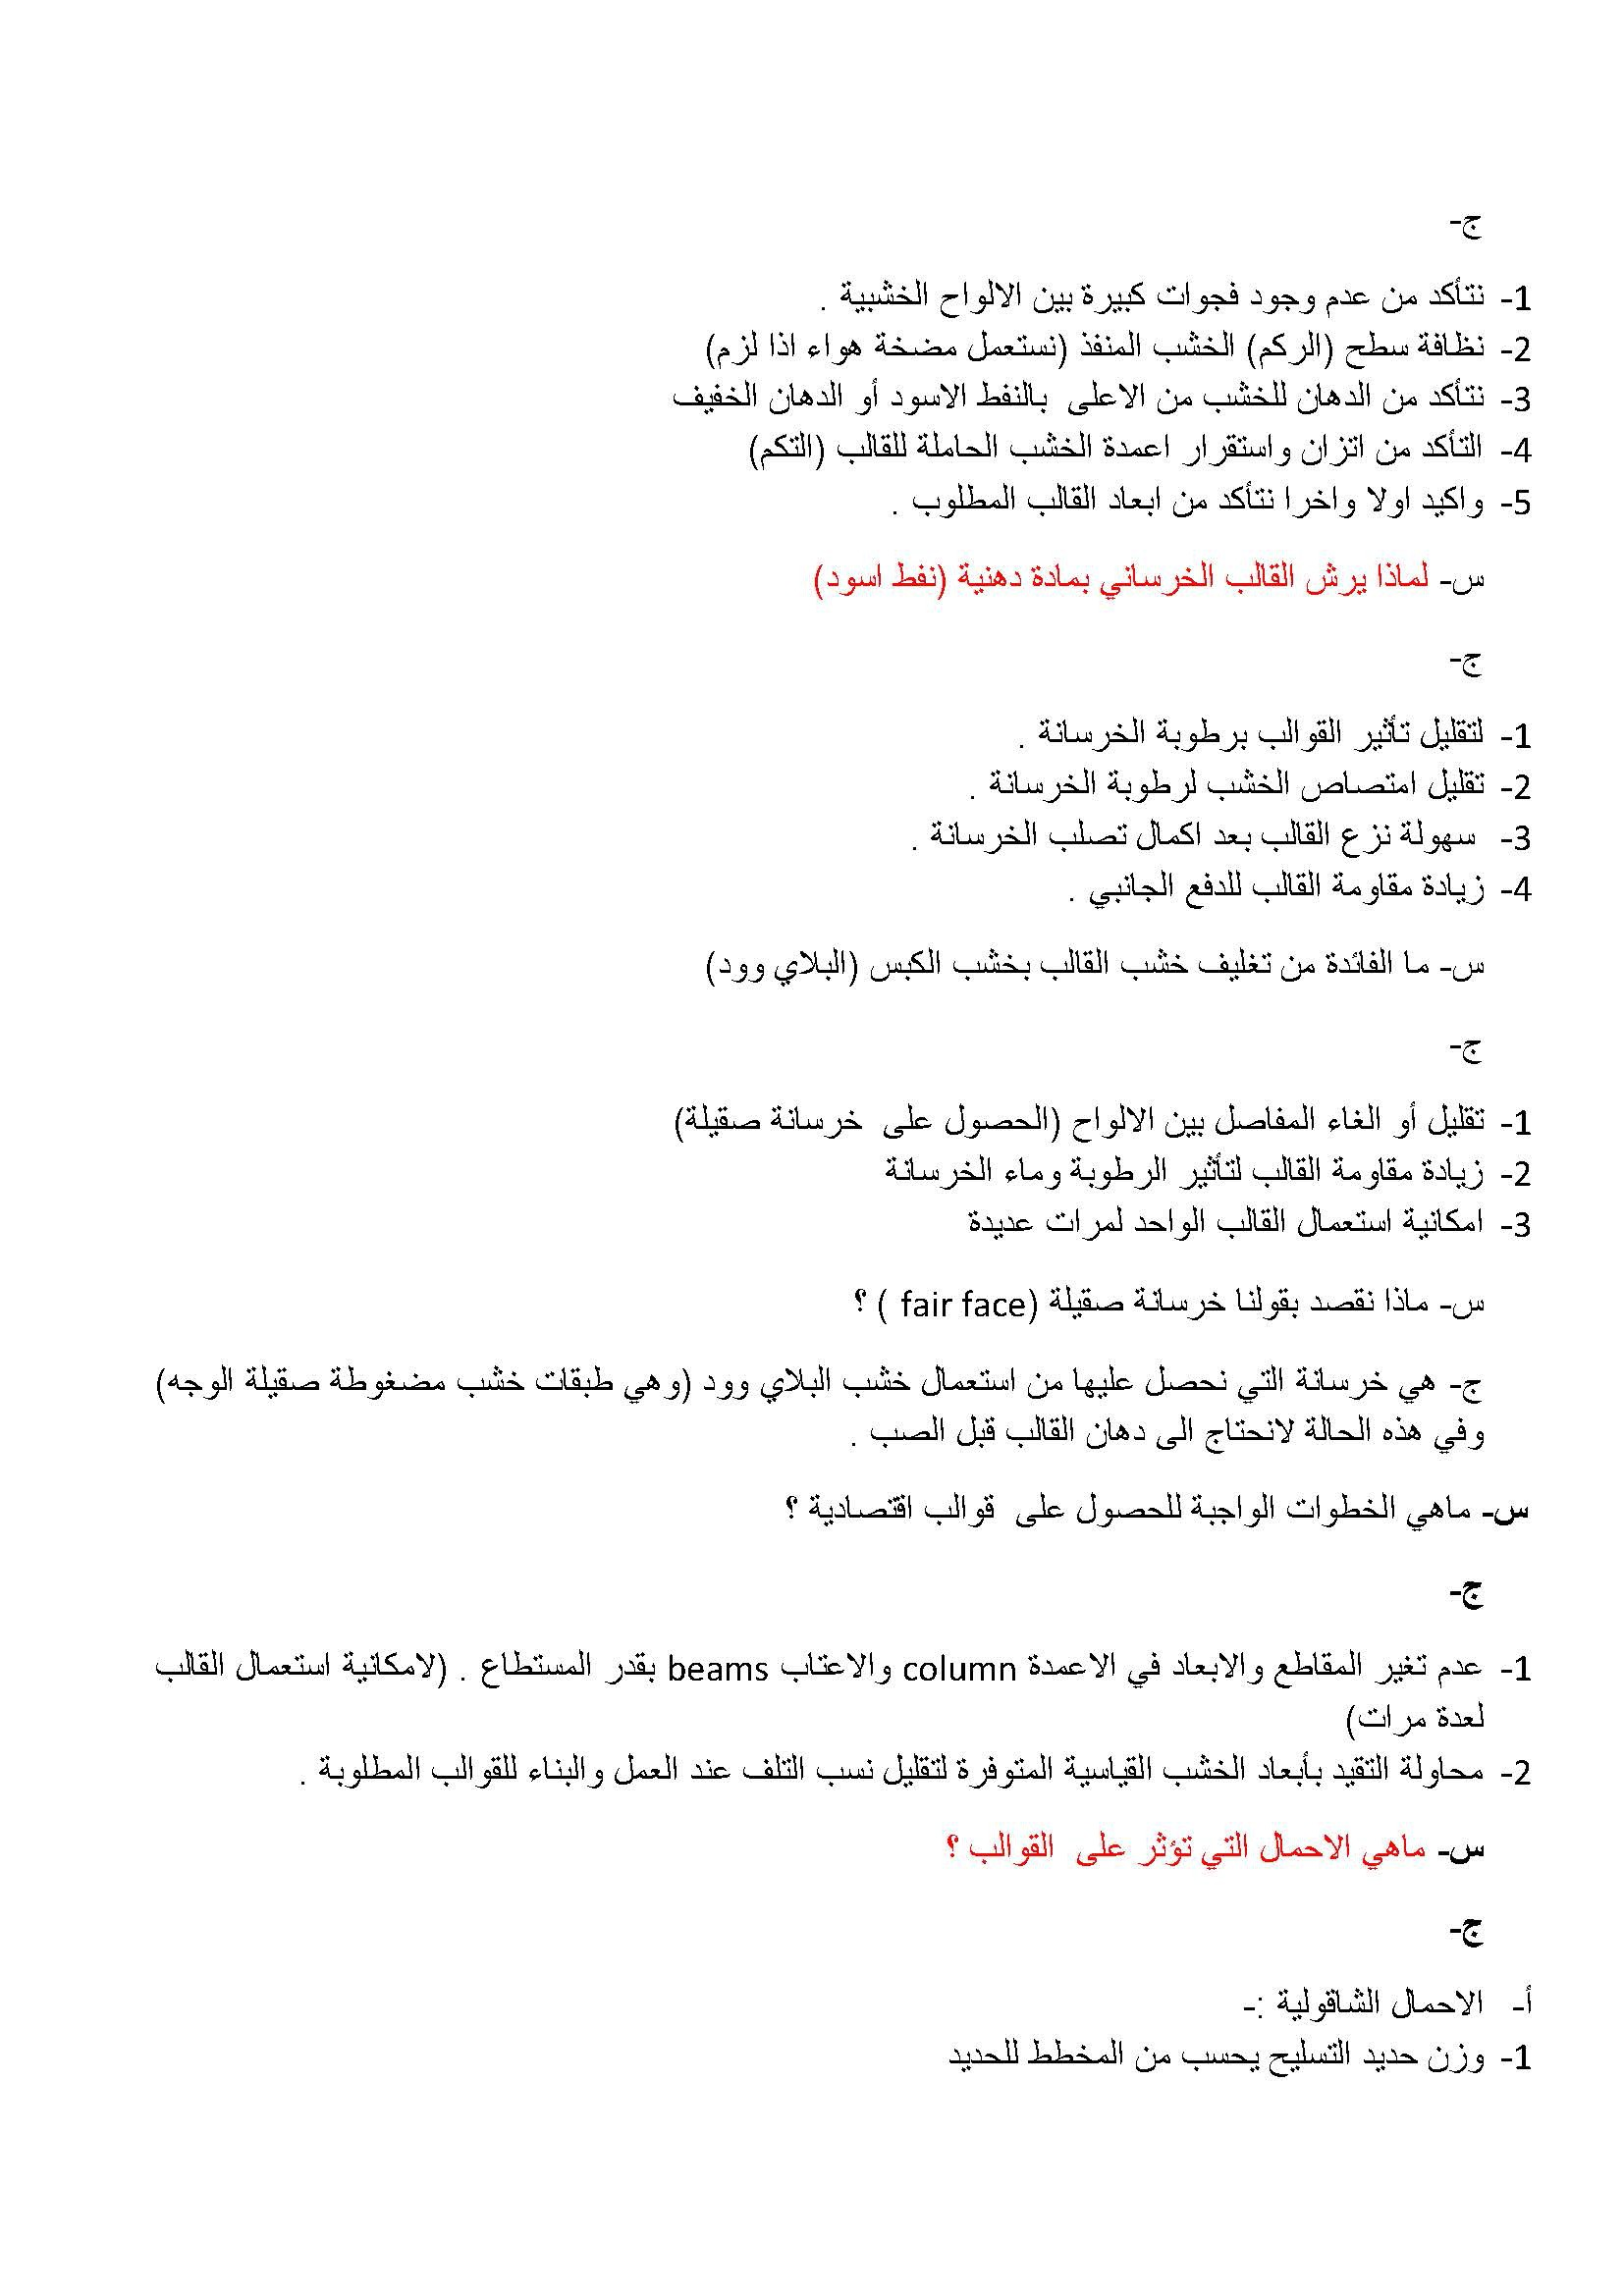 ج-
1- نتأكد من عدم وجود فجوات كبيرة بين الالواح الخشبية .
2- نظافة سطح (الركم) الخشب المنفذ (نستعمل مضخة هواء اذا لزم)
3- نتأكد من الدهان للخشب من الاعلى بالنفط الاسود أو الدهان الخفيف
4- التأكد من اتزان واستقرار اعمدة الخشب الحاملة للقالب (التكم)
5- واكيد اولا واخرا نتأكد من ابعاد القالب المطلوب .
س- لماذا يرش القالب الخرساني بمادة دهنية (نفط اسود)
ج-
1- لتقليل تأثير القوالب برطوبة الخرسانة .
2- تقليل امتصاص الخشب لرطوبة الخرسانة .
3- سهولة نزع القالب بعد اكمال تصلب الخرسانة .
4- زيادة مقاومة القالب للدفع الجانبي .
س- ما الفائدة من تغليف خشب القالب بخشب الكبس (البلاي وود)
ج-
1- تقليل أو الغاء المفاصل بين الالواح (الحصول على خرسانة صقيلة)
2- زيادة مقاومة القالب لتأثير الرطوبة وماء الخرسانة
3- امكانية استعمال القالب الواحد لمرات عديدة
س- ماذا نقصد بقولنا خرسانة صقيلة (fair face ) ؟
ج- هي خرسانة التي نحصل عليها من استعمال خشب البلاي وود (وهي طبقات خشب مضغوطة صقيلة الوجه)
وفي هذه الحالة لانحتاج الى دهان القالب قبل الصب .
س- ماهي الخطوات الواجبة للحصول على قوالب اقتصادية ؟
ج-
1- عدم تغير المقاطع والابعاد في الاعمدة column والاعتاب beams بقدر المستطاع . (لامكانية استعمال القالب
لعدة مرات)
2- محاولة التقيد بأبعاد الخشب القياسية المتوفرة لتقليل نسب التلف عند العمل والبناء للقوالب المطلوبة .
س- ماهي الاحمال التي تؤثر على القوالب ؟
ج-
أ- الاحمال الشاقولية :-
1- وزن حديد التسليح يحسب من المخطط للحديد